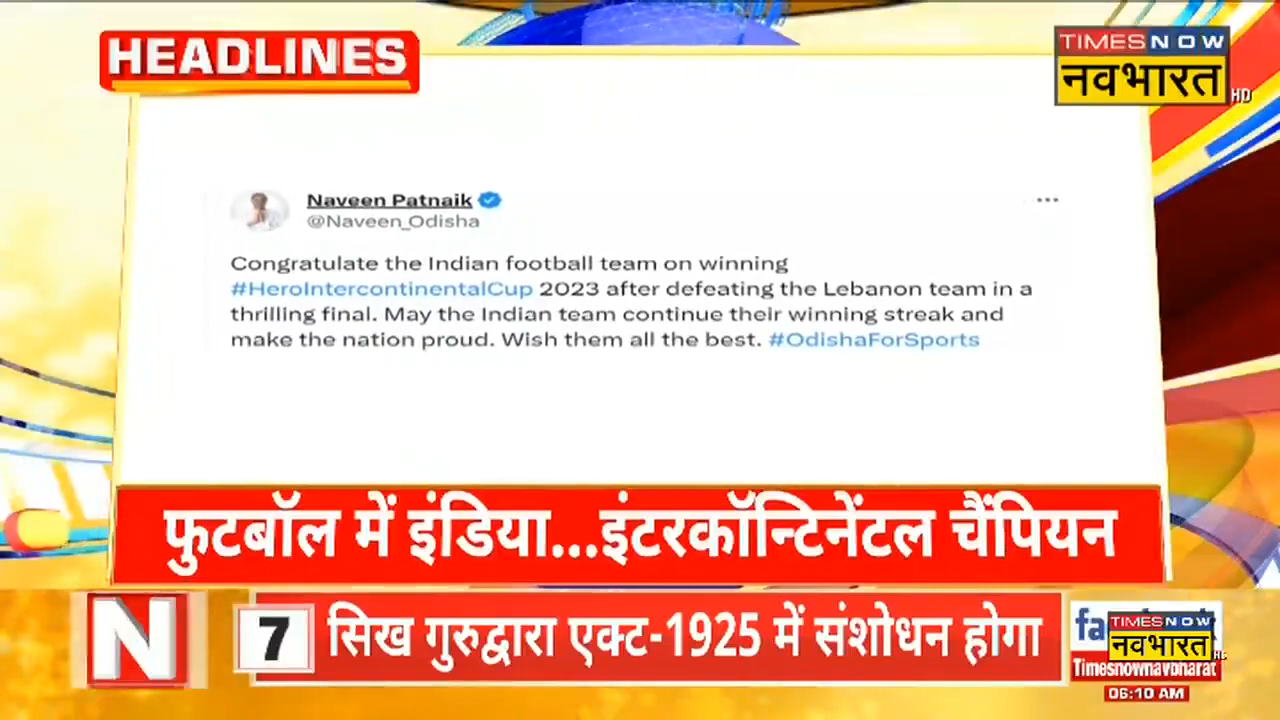 HEADLINES
TIMES NOW
नवभारत
HD
Naveen Patnaik
@Naveen_Odisha
Congratulate the Indian football team on winning
#HeroIntercontinentalCup 2023 after defeating the Lebanon team in a
thrilling final. May the Indian team continue their winning streak and
make the nation proud. Wish them all the best. #OdishaForSports
फुटबॉल में इंडिया...इंटरकॉन्टिनेंटल चैंपियन
N
7
सिख गुरुद्वारा एक्ट-1925 में संशोधन होगा
TIMES NOW
नवभारत
Timesnownavbharat
06:10 AM